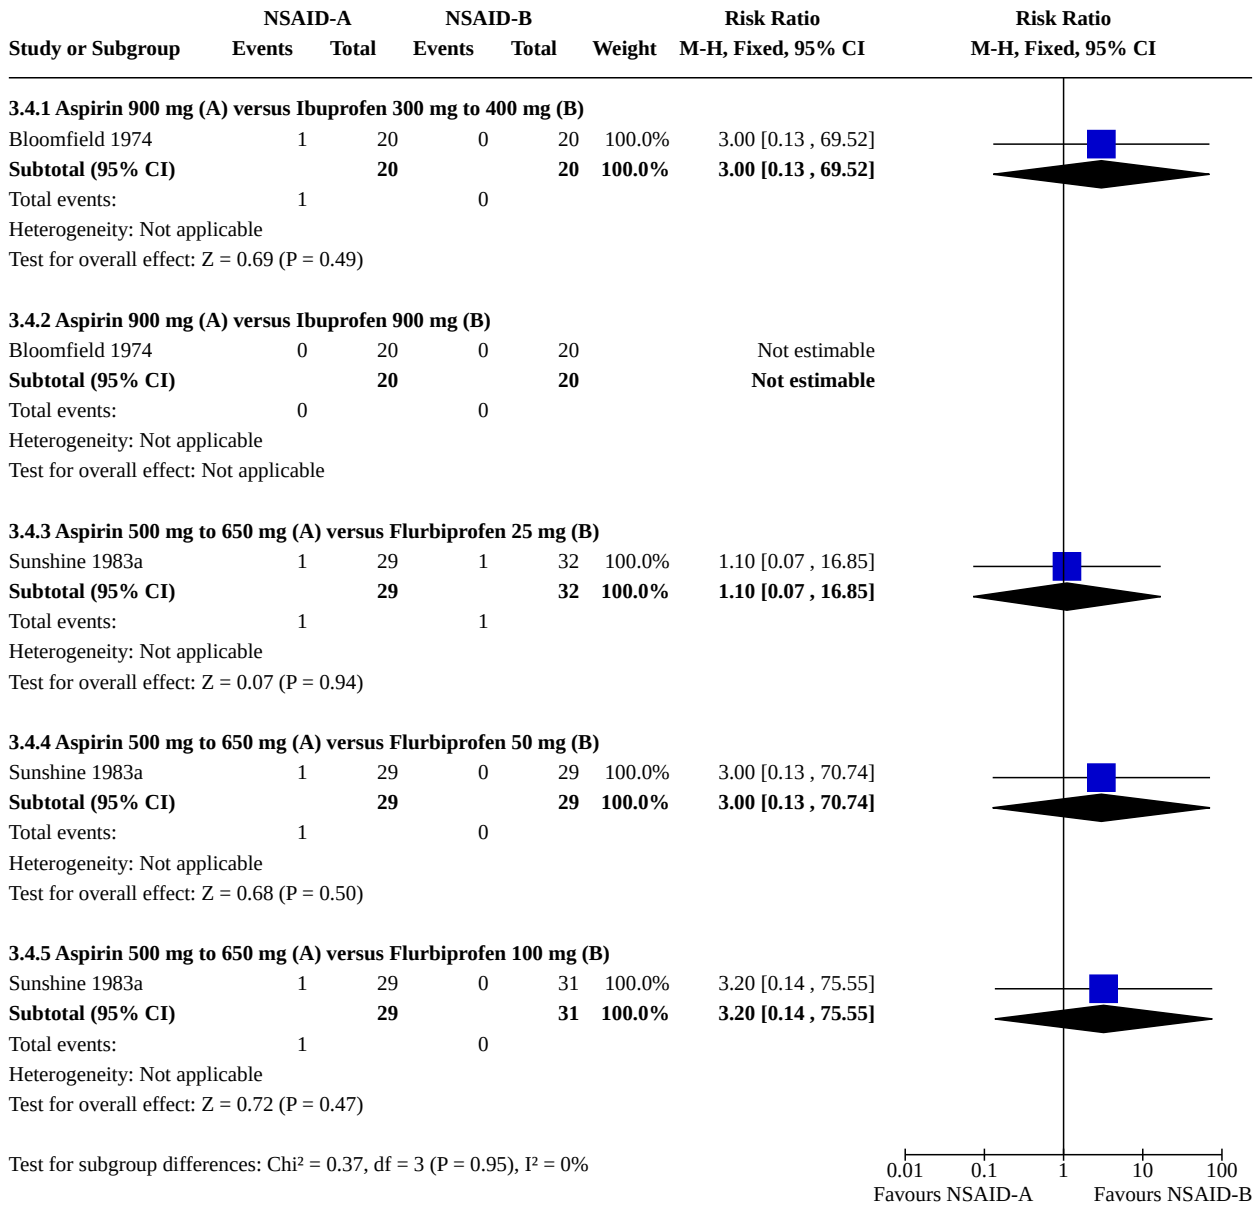 NSAID-A NSAID-B Risk Ratio Risk Ratio
Study or Subgroup Events Total Events Total Weight M-H, Fixed, 95% CI M-H, Fixed, 95% CI
3.4.1 Aspirin 900 mg (A) versus Ibuprofen 300 mg to 400 mg (B)
Bloomfield 1974 1 20 0 20 100.0% 3.00 [0.13 , 69.52]
Subtotal (95% CI) 20 20 100.0% 3.00 [0.13 , 69.52]
Total events: 1 0
Heterogeneity: Not applicable
Test for overall effect: Z = 0.69 (P = 0.49)
3.4.2 Aspirin 900 mg (A) versus Ibuprofen 900 mg (B)
Bloomfield 1974 0 20 0 20 Not estimable
Subtotal (95% CI) 20 20 Not estimable
Total events: 0 0
Heterogeneity: Not applicable
Test for overall effect: Not applicable
3.4.3 Aspirin 500 mg to 650 mg (A) versus Flurbiprofen 25 mg (B)
Sunshine 1983a 1 29 1 32 100.0% 1.10 [0.07 , 16.85]
Subtotal (95% CI) 29 32 100.0% 1.10 [0.07 , 16.85]
Total events: 1 1
Heterogeneity: Not applicable
Test for overall effect: Z = 0.07 (P = 0.94)
3.4.4 Aspirin 500 mg to 650 mg (A) versus Flurbiprofen 50 mg (B)
Sunshine 1983a 1 29 0 29 100.0% 3.00 [0.13 , 70.74]
Subtotal (95% CI) 29 29 100.0% 3.00 [0.13 , 70.74]
Total events: 1 0
Heterogeneity: Not applicable
Test for overall effect: Z = 0.68 (P = 0.50)
3.4.5 Aspirin 500 mg to 650 mg (A) versus Flurbiprofen 100 mg (B)
Sunshine 1983a 1 29 0 31 100.0% 3.20 [0.14 , 75.55]
Subtotal (95% CI) 29 31 100.0% 3.20 [0.14 , 75.55]
Total events: 1 0
Heterogeneity: Not applicable
Test for overall effect: Z = 0.72 (P = 0.47)
Test for subgroup differences: Chi² = 0.37, df = 3 (P = 0.95), I² = 0%
0.01 0.1 1 10 100
Favours NSAID-A Favours NSAID-B